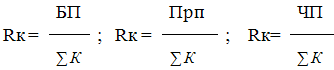 Rк = БП / ∑K ; Rк = Прп / ∑K ; Rк= ЧП / ∑K